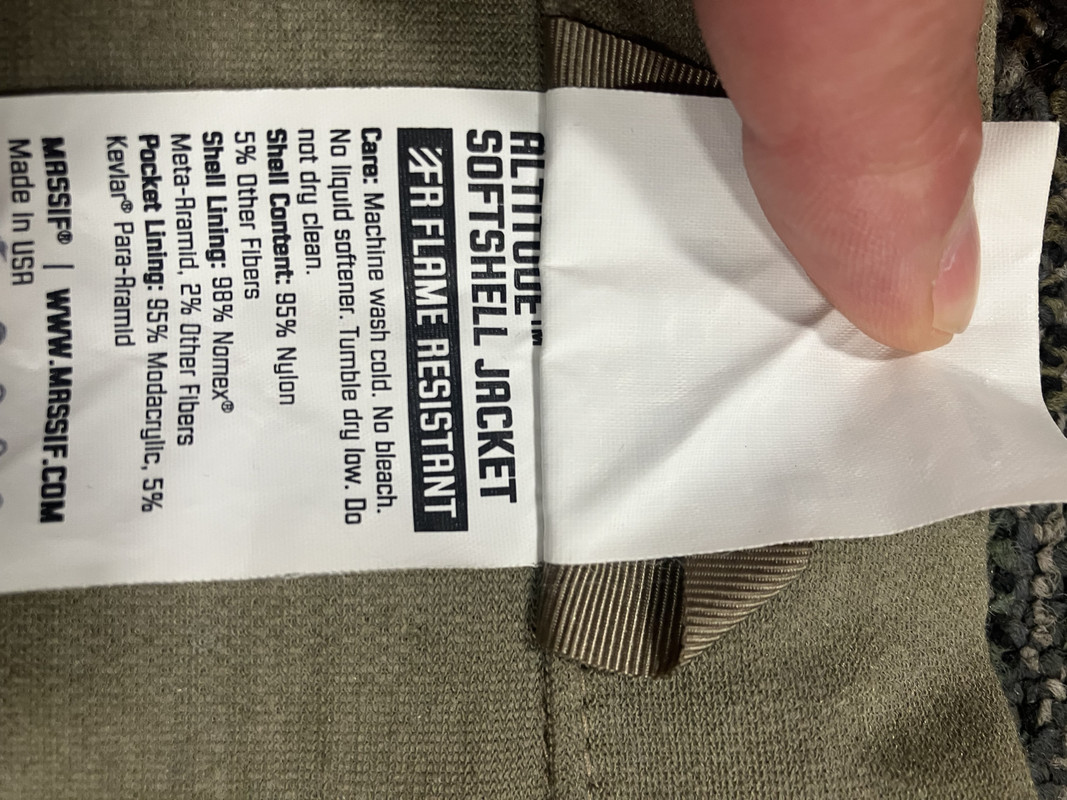 ALTITUDE™
SOFTSHELL JACKET
FR FLAME RESISTANT
Care: Machine wash cold. No bleach.
No liquid softener. Tumble dry low. Do
not dry clean.
Shell Content: 95% Nylon
5% Other Fibers
Shell Lining: 98% Nomex®
Meta-Aramid, 2% Other Fibers
Pocket Lining: 95% Modacrylic, 5%
Kevlar® Para-Aramid
MASSIF® | WWW.MASSIF.COM
Made In USA